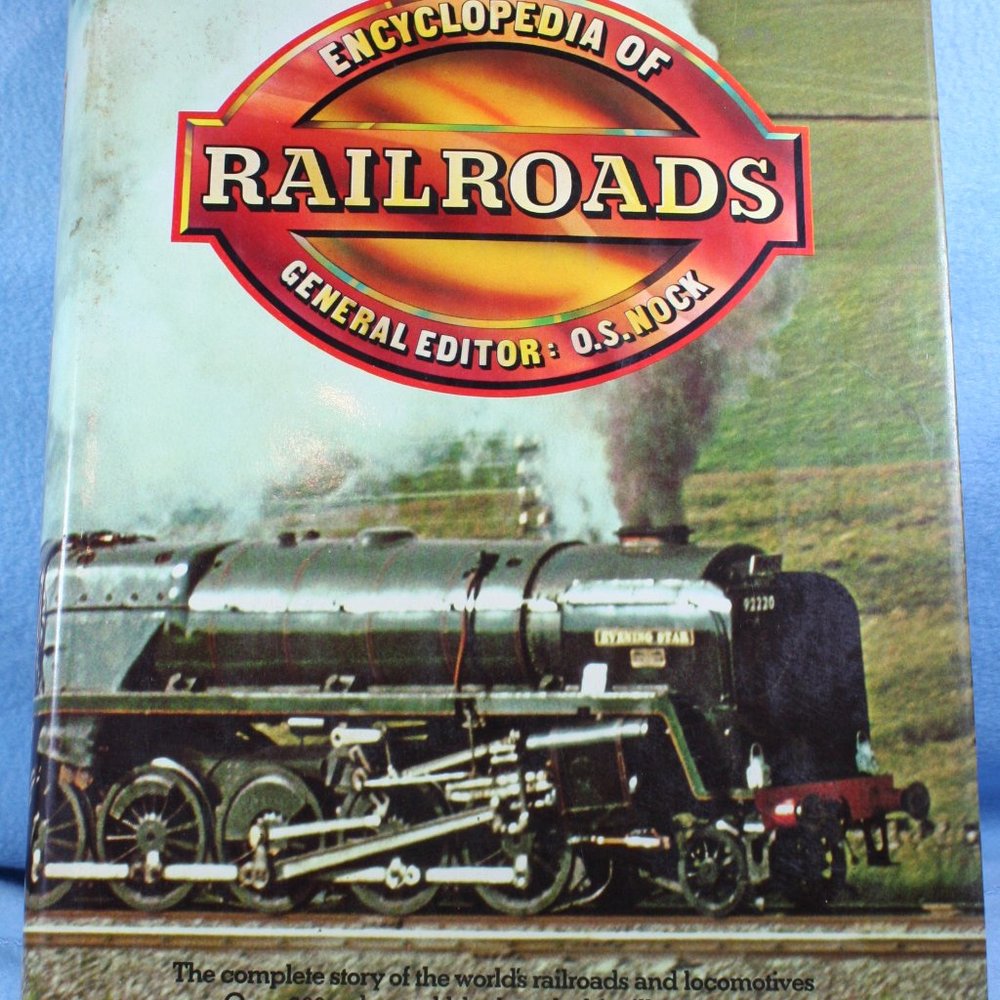 ENCYCLOPEDIA OF
RAILROADS
GENERAL EDITOR: O.S. NOCK
92220
EVENING STAR
The complete story of the world's railroads and locomotives